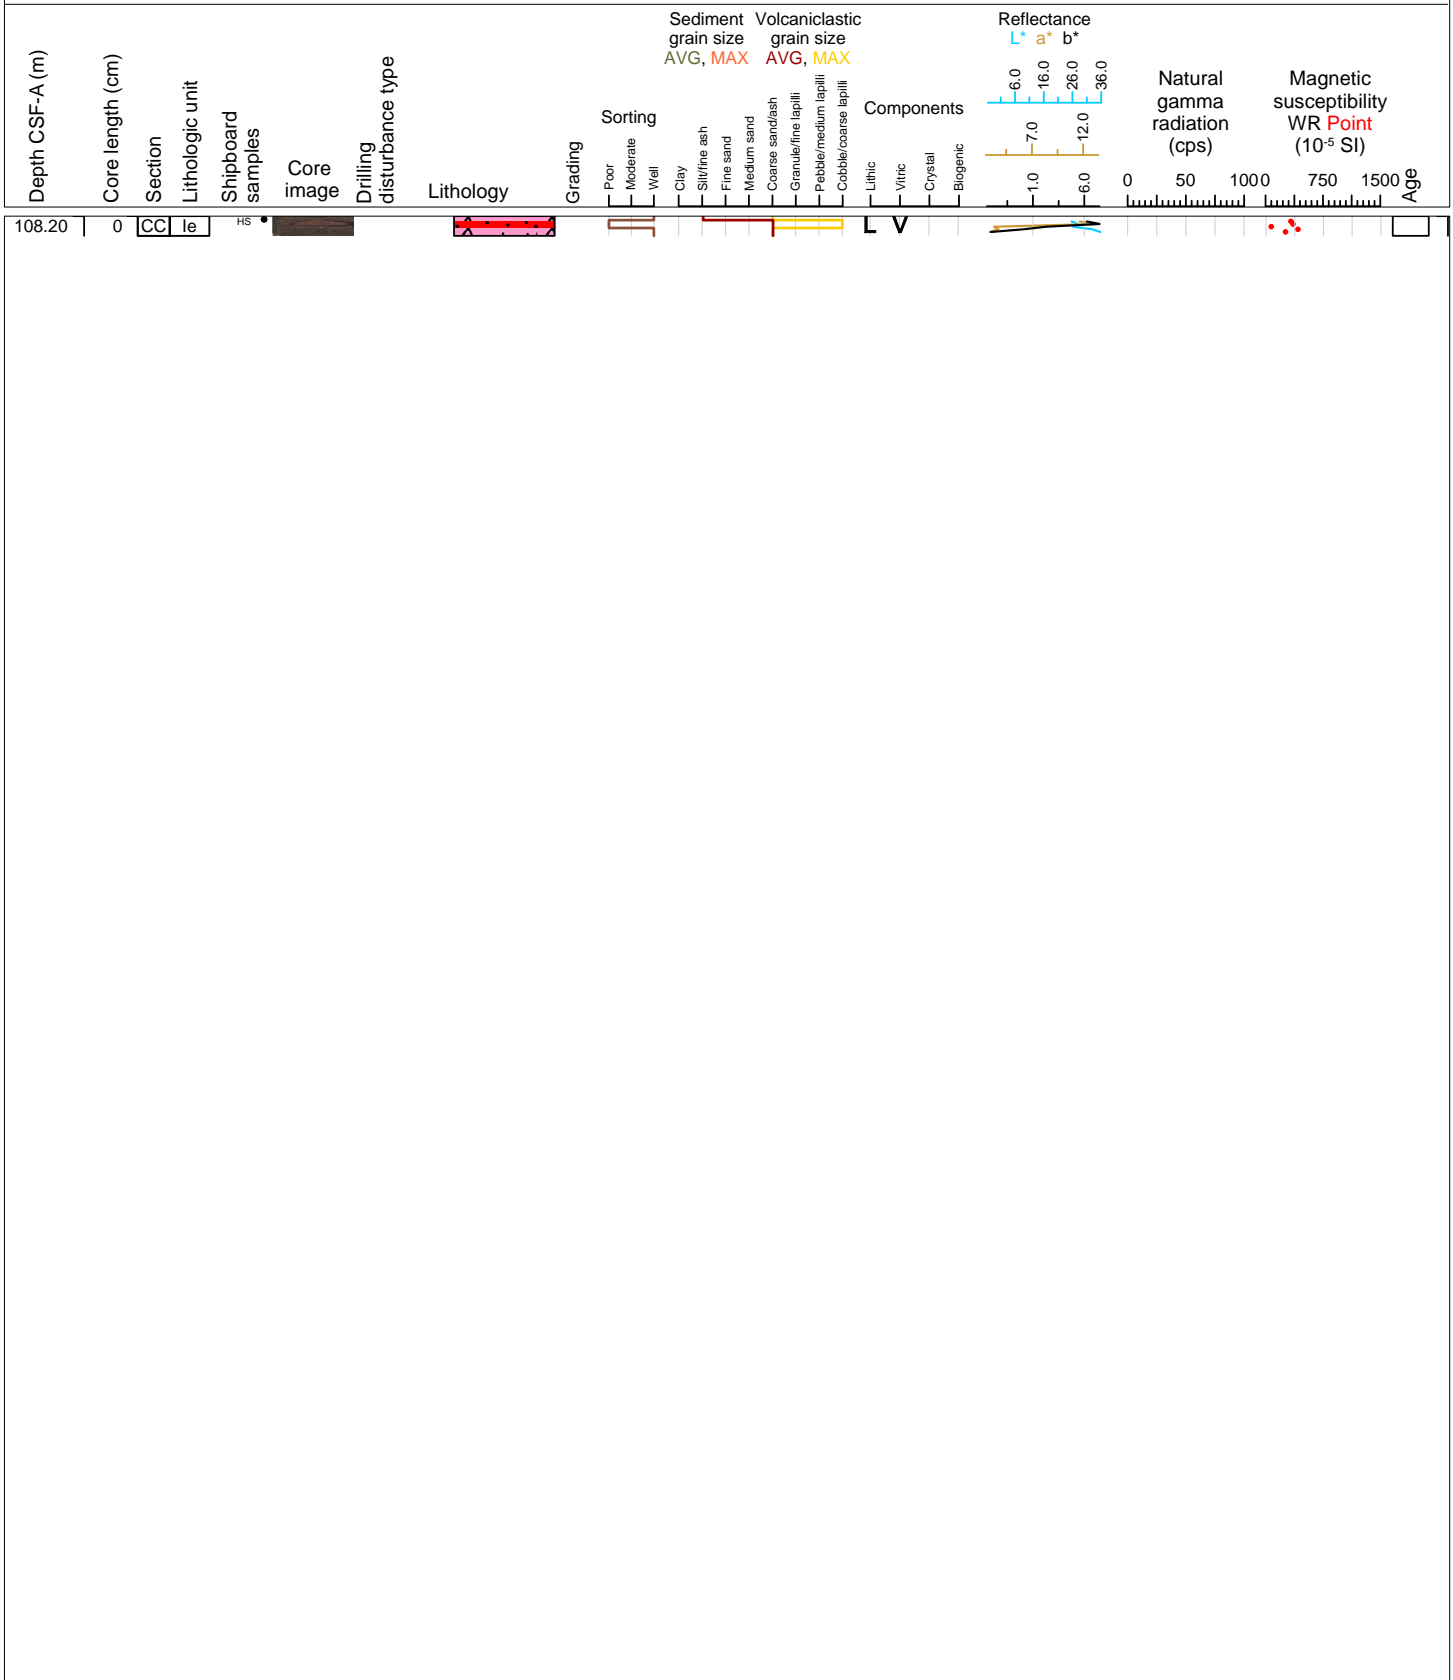 Depth CSF-A (m)
Core length (cm)
Section
Lithologic unit
Shipboard
samples
Core
image
Drilling
disturbance type
Lithology
Grading
Sorting
Poor
Moderate
Well
Sediment
grain size
AVG, MAX
Volcaniclastic
grain size
AVG, MAX
Clay
Silt/fine ash
Fine sand
Medium sand
Coarse sand/ash
Granule/fine lapilli
Pebble/medium lapilli
Cobble/coarse lapilli
Components
Lithic
Vitric
Crystal
Biogenic
Reflectance
L* a* b*
6.0 16.0 26.0 36.0
7.0 12.0
1.0 6.0
Natural
gamma
radiation
(cps)
0 50 100
Magnetic
susceptibility
WR Point
(10⁻⁵ SI)
0 750 1500
Age
108.20 0 CC Ie HS L V